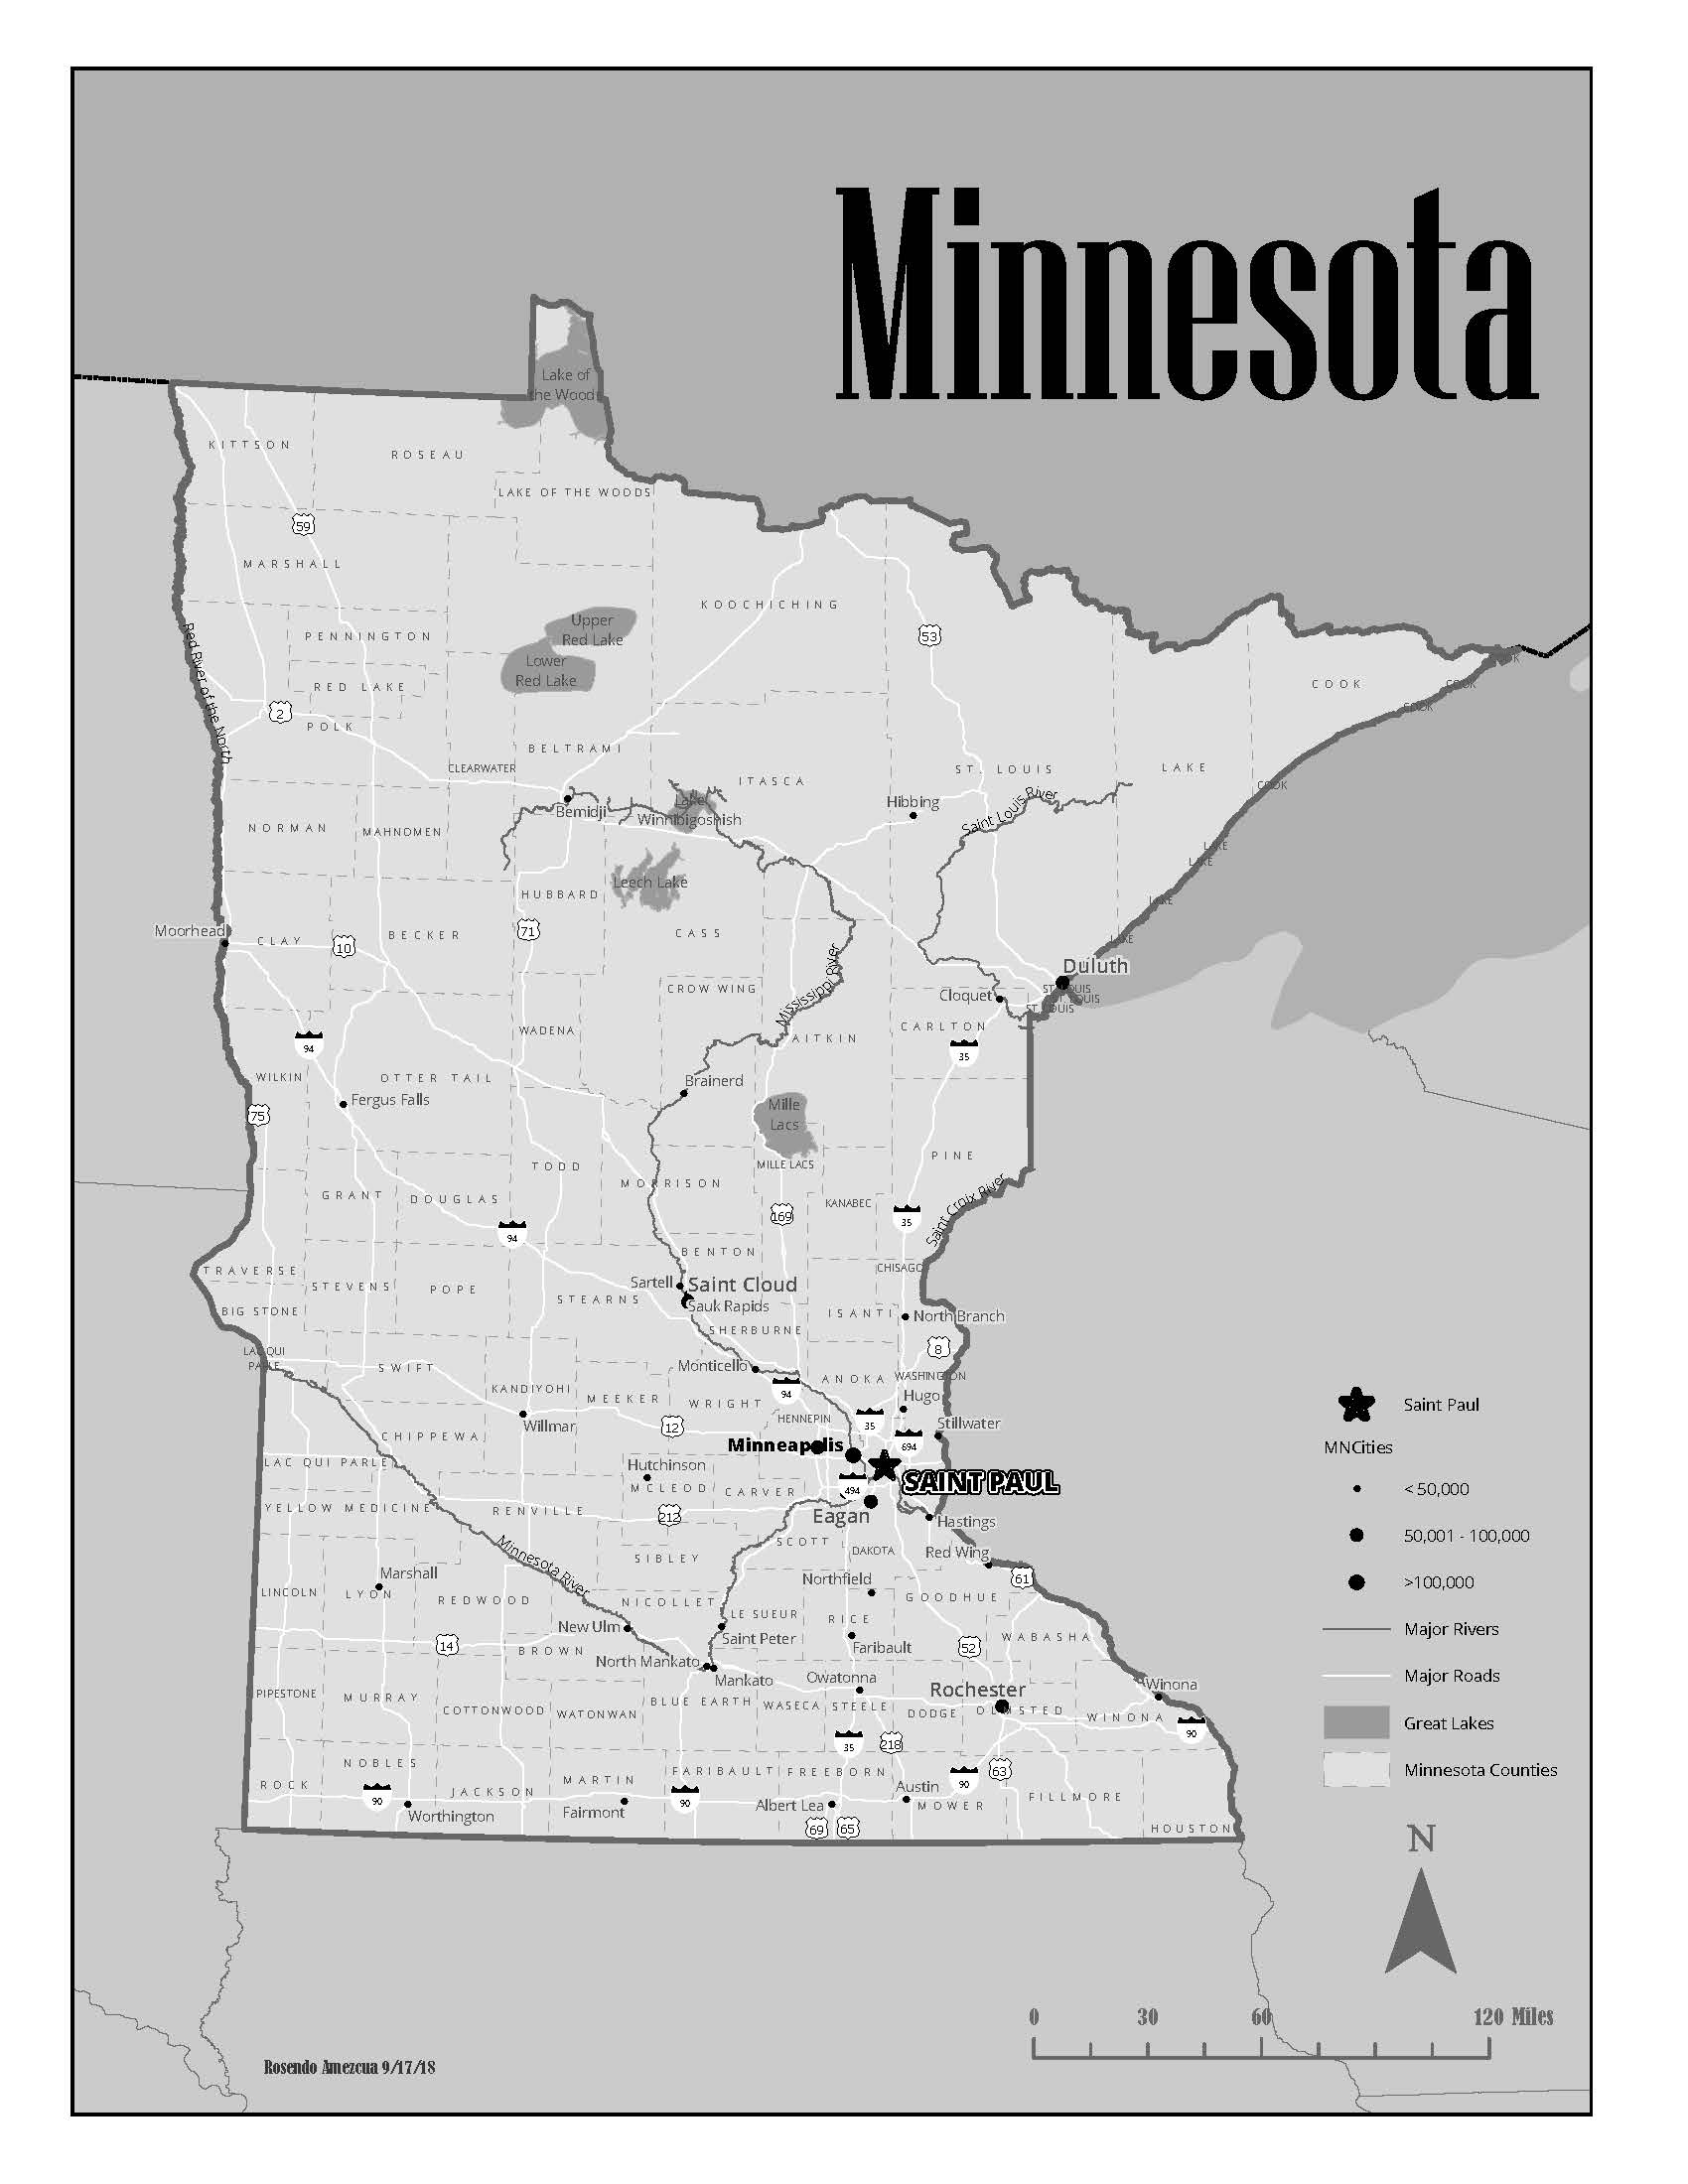 Minnesota
Lake of
the Woods
KITTSON
ROSEAU
LAKE OF THE WOODS
59
MARSHALL
KOOCHICHING
Upper
Red Lake
53
PENNINGTON
Red River of the North
Lower
Red Lake
COOK
COOK
COOK
RED LAKE
2
POLK
BELTRAMI
CLEARWATER
ST. LOUIS
LAKE
ITASCA
COOK
Saint Louis River
Lake
Winnibigoshish
Hibbing
Bemidji
NORMAN
MAHNOMEN
LAKE
LAKE
Leech Lake
HUBBARD
LAKE
Moorhead
CLAY
10
BECKER
71
CASS
LAKE
Mississippi River
Duluth
CROW WING
Cloquet
ST. LOUIS
ST. LOUIS
ST. LOUIS
WADENA
AITKIN
CARLTON
94
35
WILKIN
OTTER TAIL
Brainerd
Fergus Falls
75
Mille
Lacs
PINE
TODD
MILLE LACS
MORRISON
GRANT
DOUGLAS
KANABEC
Saint Croix River
169
35
94
BENTON
CHISAGO
TRAVERSE
STEVENS
POPE
Sartell
Saint Cloud
STEARNS
Sauk Rapids
BIG STONE
ISANTI
North Branch
SHERBURNE
8
LAC QUI
PARLE
SWIFT
Monticello
ANOKA
WASHINGTON
KANDIYOHI
MEEKER
WRIGHT
94
Hugo
HENNEPIN
35
Stillwater
Willmar
12
CHIPPEWA
Minneapolis
694
LAC QUI PARLE
Hutchinson
SAINT PAUL
MCLEOD
CARVER
494
YELLOW MEDICINE
RENVILLE
212
Eagan
Hastings
SCOTT
DAKOTA
Red Wing
Minnesota River
SIBLEY
Marshall
Northfield
61
LINCOLN
LYON
REDWOOD
NICOLLET
GOODHUE
LE SUEUR
RICE
New Ulm
Saint Peter
WABASHA
14
BROWN
Faribault
52
North Mankato
Mankato
Owatonna
Winona
PIPESTONE
MURRAY
Rochester
BLUE EARTH
WASECA
STEELE
COTTONWOOD
WATONWAN
DODGE
OLMSTED
WINONA
90
35
218
NOBLES
FARIBAULT
FREEBORN
63
ROCK
JACKSON
MARTIN
90
Austin
90
90
FILLMORE
Worthington
Fairmont
Albert Lea
MOWER
69
65
HOUSTON
Saint Paul
MNCities
< 50,000
50,001 - 100,000
>100,000
Major Rivers
Major Roads
Great Lakes
Minnesota Counties
N
0 30 60 120 Miles
Rosendo Amezcua 9/17/18